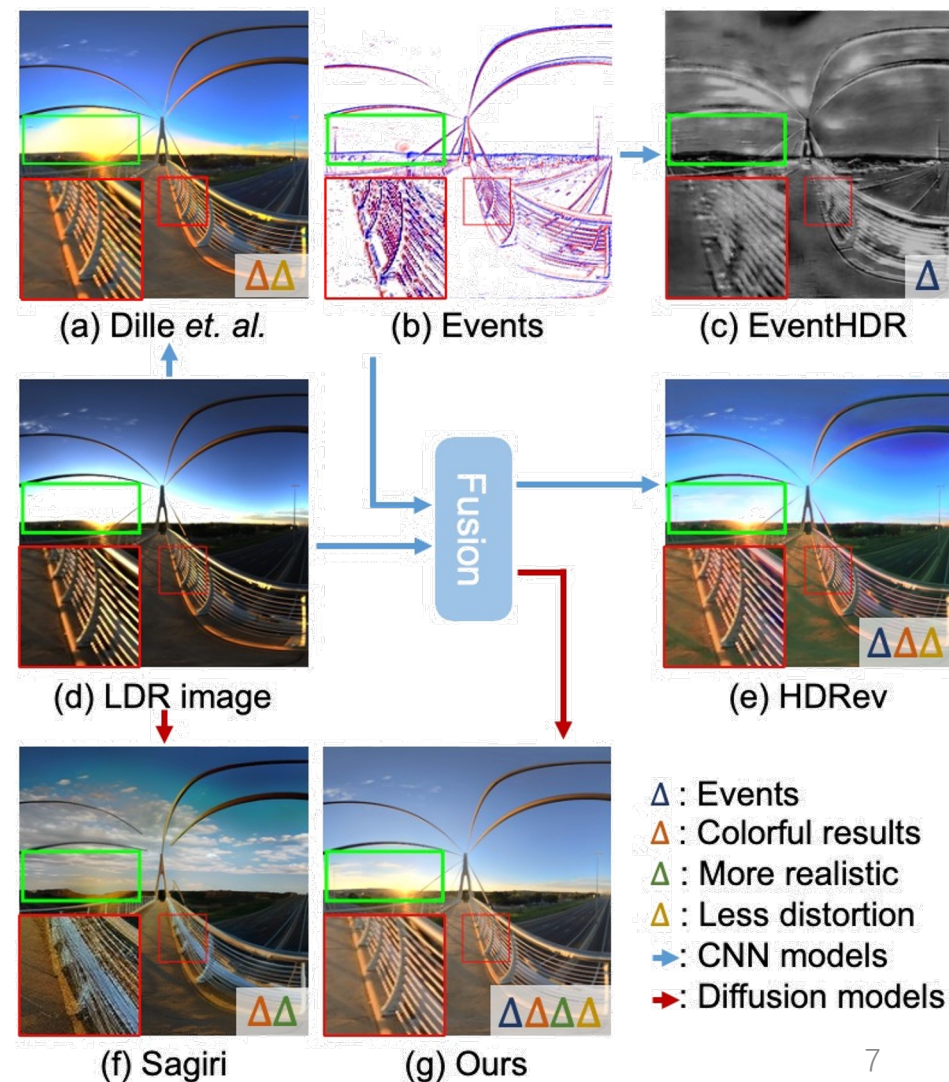 (a) Dille et. al.
(b) Events
(c) EventHDR
Fusion
(d) LDR image
(e) HDRev
(f) Sagiri
(g) Ours
Δ : Events
Δ : Colorful results
Δ : More realistic
Δ : Less distortion
→: CNN models
→: Diffusion models
7